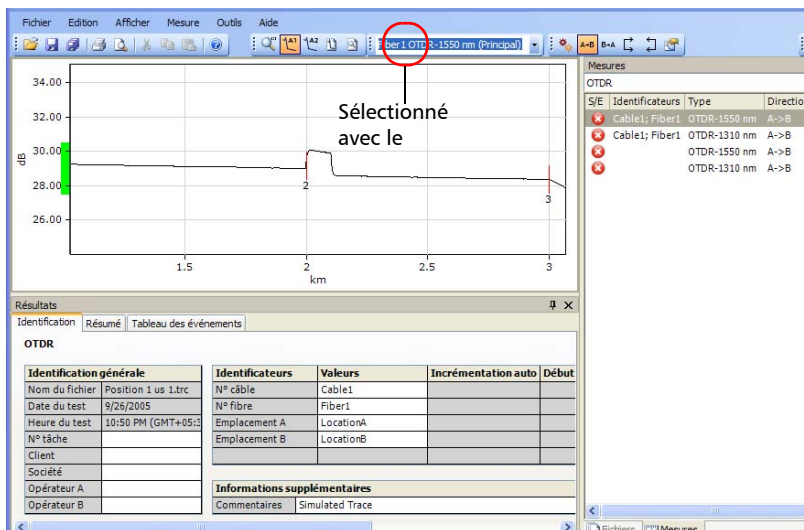 Fichier Edition Afficher Mesure Outils Aide
Fiber1 OTDR-1550 nm (Principal)
A→B B→A
Mesures
OTDR
S/E Identificateurs Type Directio
Cable1; Fiber1 OTDR-1550 nm A->B
Cable1; Fiber1 OTDR-1310 nm A->B
OTDR-1550 nm A->B
OTDR-1310 nm A->B
Sélectionné
avec le
34.00
32.00
30.00
28.00
26.00
dB
2
3
1.5 2 2.5 3
km
Résultats
Identification Résumé Tableau des événements
OTDR
Identification générale
Nom du fichier Position 1 us 1.trc
Date du test 9/26/2005
Heure du test 10:50 PM (GMT+05:3
N° tâche
Client
Société
Opérateur A
Opérateur B
Identificateurs Valeurs Incrémentation auto Début
N° câble Cable1
N° fibre Fiber1
Emplacement A LocationA
Emplacement B LocationB
Informations supplémentaires
Commentaires Simulated Trace
Fichiers Mesures